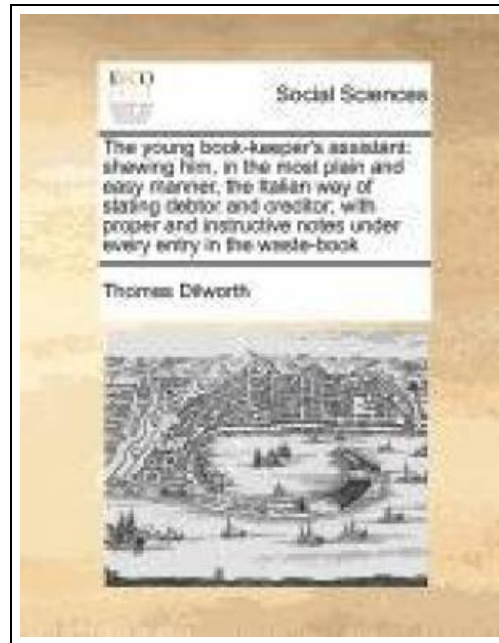 ECCO
Social Sciences
The young book-keeper's assistant:
shewing him, in the most plain and
easy manner, the Italian way of
stating debtor and creditor; with
proper and instructive notes under
every entry in the waste-book
Thomas Dilworth